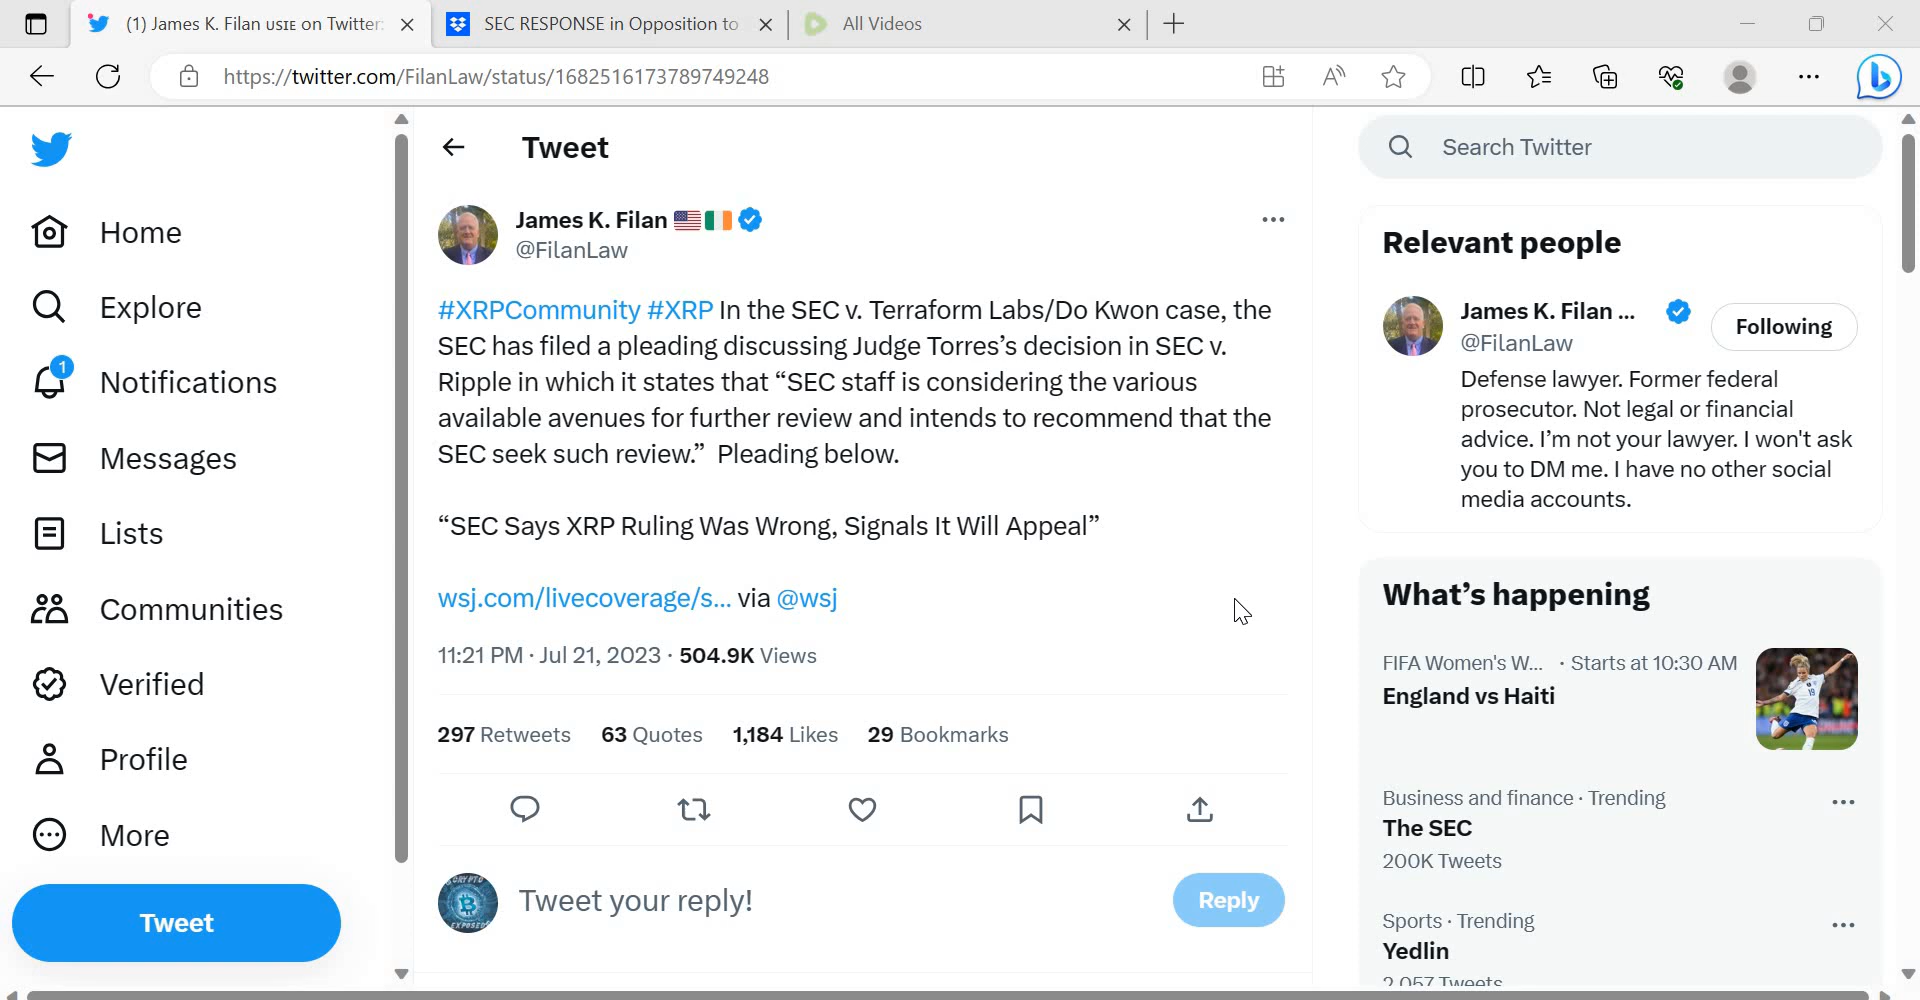 (1) James K. Filan 🇺🇸🇮🇪 on Twitter:
SEC RESPONSE in Opposition to
All Videos
https://twitter.com/FilanLaw/status/1682516173789749248
Home
Explore
1
Notifications
Messages
Lists
Communities
Verified
Profile
More
Tweet
Tweet
James K. Filan 🇺🇸🇮🇪
@FilanLaw
#XRPCommunity #XRP In the SEC v. Terraform Labs/Do Kwon case, the
SEC has filed a pleading discussing Judge Torres’s decision in SEC v.
Ripple in which it states that “SEC staff is considering the various
available avenues for further review and intends to recommend that the
SEC seek such review.” Pleading below.
“SEC Says XRP Ruling Was Wrong, Signals It Will Appeal”
wsj.com/livecoverage/s... via @wsj
11:21 PM · Jul 21, 2023 · 504.9K Views
297 Retweets 63 Quotes 1,184 Likes 29 Bookmarks
CRYPTO
EXPOSED
Tweet your reply!
Reply
Search Twitter
Relevant people
James K. Filan ...
@FilanLaw
Following
Defense lawyer. Former federal
prosecutor. Not legal or financial
advice. I’m not your lawyer. I won't ask
you to DM me. I have no other social
media accounts.
What’s happening
FIFA Women's W... · Starts at 10:30 AM
England vs Haiti
19
Business and finance · Trending
The SEC
200K Tweets
Sports · Trending
Yedlin
2,057 Tweets